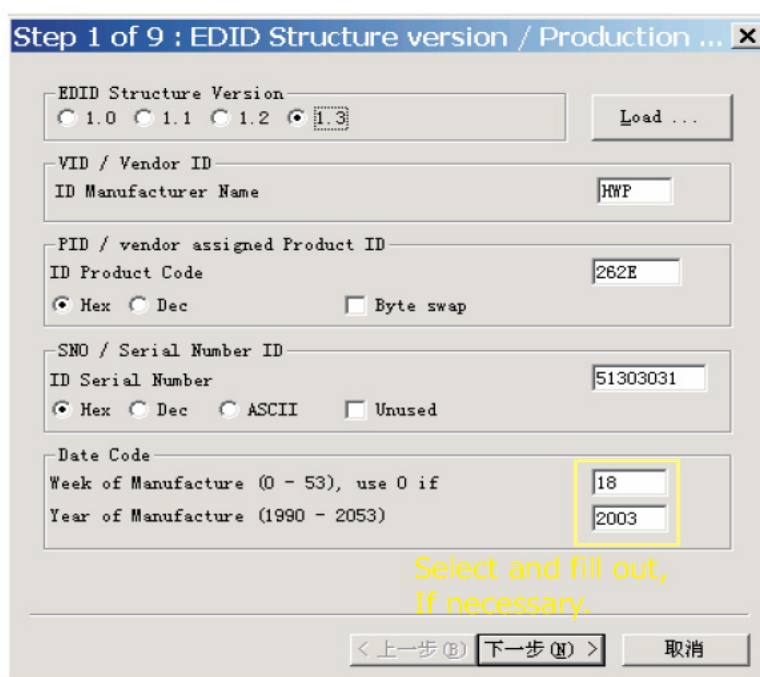 Step 1 of 9 : EDID Structure version / Production ...
EDID Structure Version
1.0 1.1 1.2 1.3
Load ...
VID / Vendor ID
ID Manufacturer Name HWP
PID / vendor assigned Product ID
ID Product Code 262E
Hex Dec Byte swap
SNO / Serial Number ID
ID Serial Number 51303031
Hex Dec ASCII Unused
Date Code
Week of Manufacture (0 - 53), use 0 if 18
Year of Manufacture (1990 - 2053) 2003
Select and fill out,
If necessary.
< 上一步(B) 下一步(N) > 取消